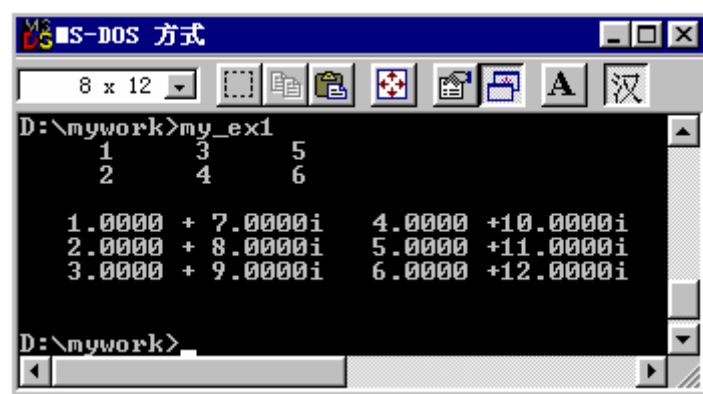 MS-DOS 方式
8 x 12 A 汉
D:\mywork>my_ex1
1 3 5
2 4 6
1.0000 + 7.0000i 4.0000 +10.0000i
2.0000 + 8.0000i 5.0000 +11.0000i
3.0000 + 9.0000i 6.0000 +12.0000i
D:\mywork>_